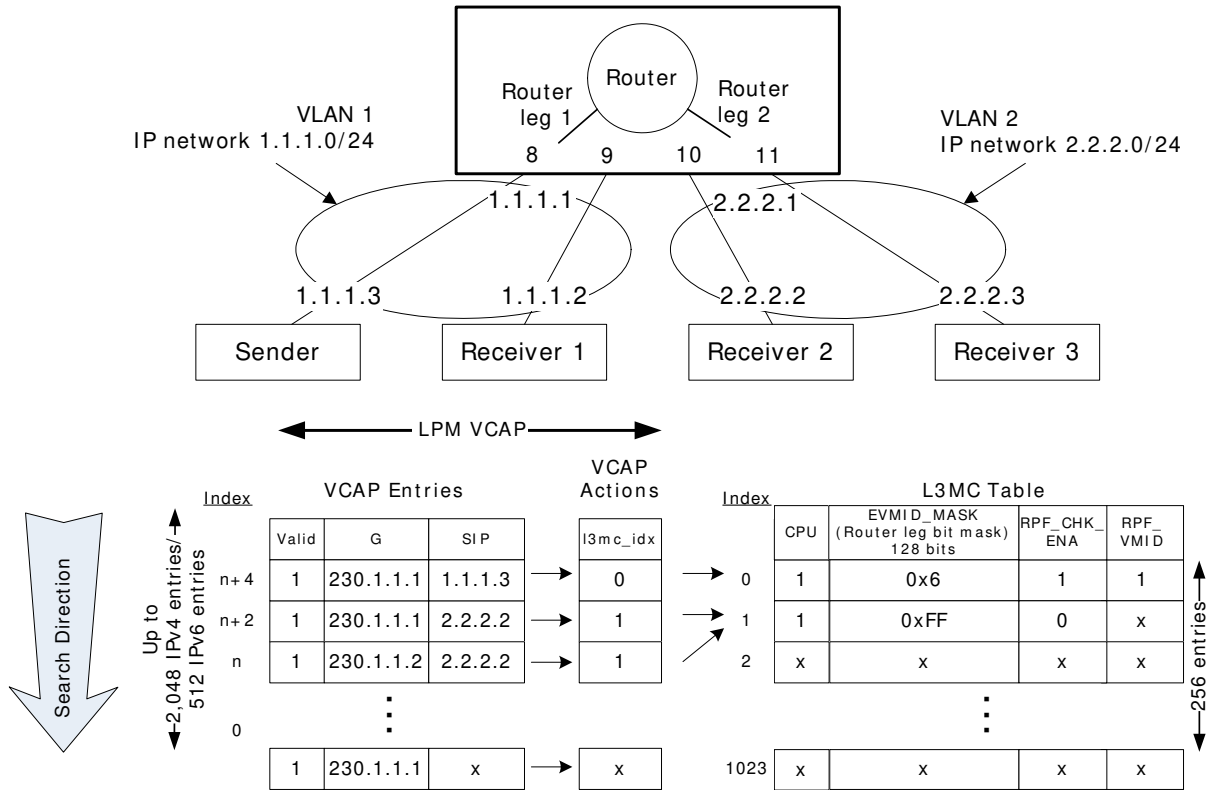 Router
Router
leg 1
Router
leg 2
8 9 10 11
VLAN 1
IP network 1.1.1.0/24
VLAN 2
IP network 2.2.2.0/24
1.1.1.1
2.2.2.1
1.1.1.3
1.1.1.2
2.2.2.2
2.2.2.3
Sender
Receiver 1
Receiver 2
Receiver 3
LPM VCAP
Search Direction
Up to
2,048 IPv4 entries/
512 IPv6 entries
Index
VCAP Entries
VCAP
Actions
Index
L3MC Table
Valid G SIP l3mc_idx CPU EVMID_MASK
(Router leg bit mask)
128 bits
RPF_CHK_
ENA
RPF_
VMID
n+4 1 230.1.1.1 1.1.1.3 0 0 1 0x6 1 1
n+2 1 230.1.1.1 2.2.2.2 1 1 1 0xFF 0 x
n 1 230.1.1.2 2.2.2.2 1 2 x x x x
0
1 230.1.1.1 x x 1023 x x x x
256 entries